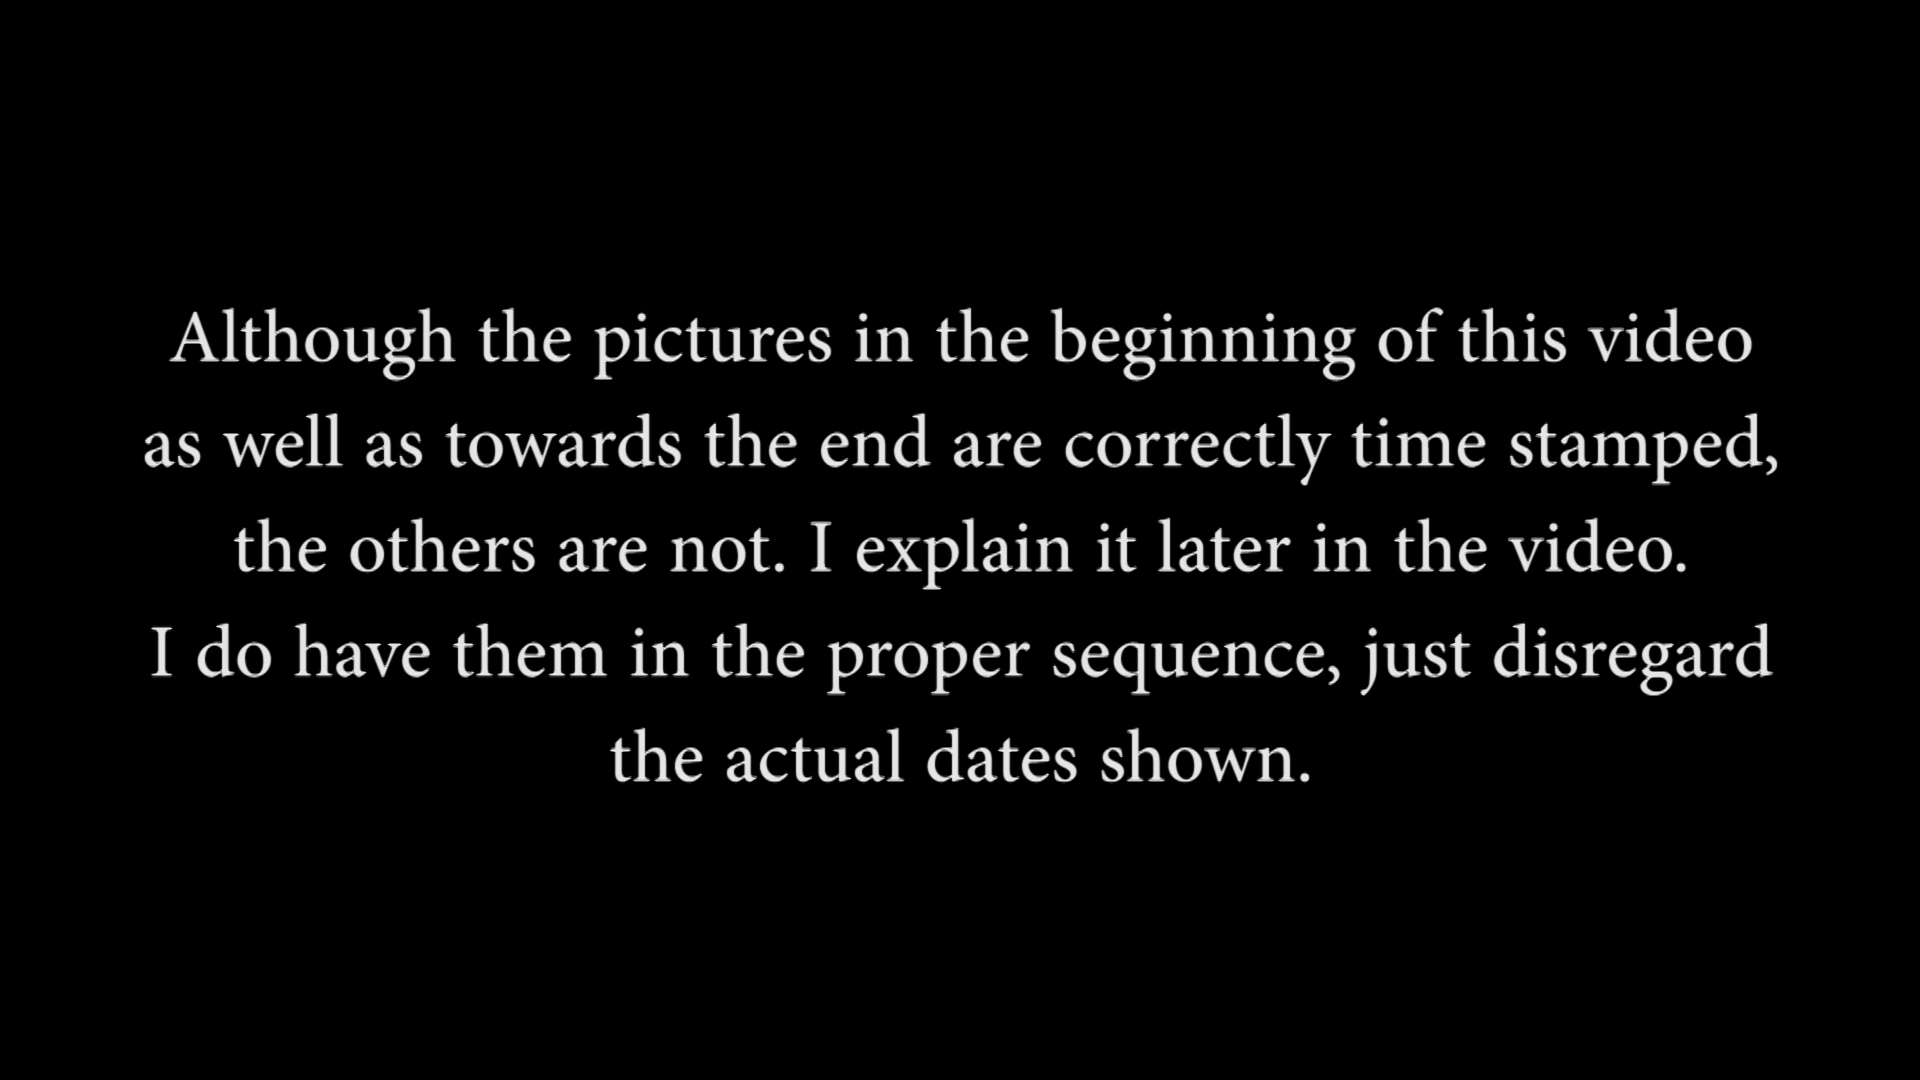 Although the pictures in the beginning of this video
as well as towards the end are correctly time stamped,
the others are not. I explain it later in the video.
I do have them in the proper sequence, just disregard
the actual dates shown.